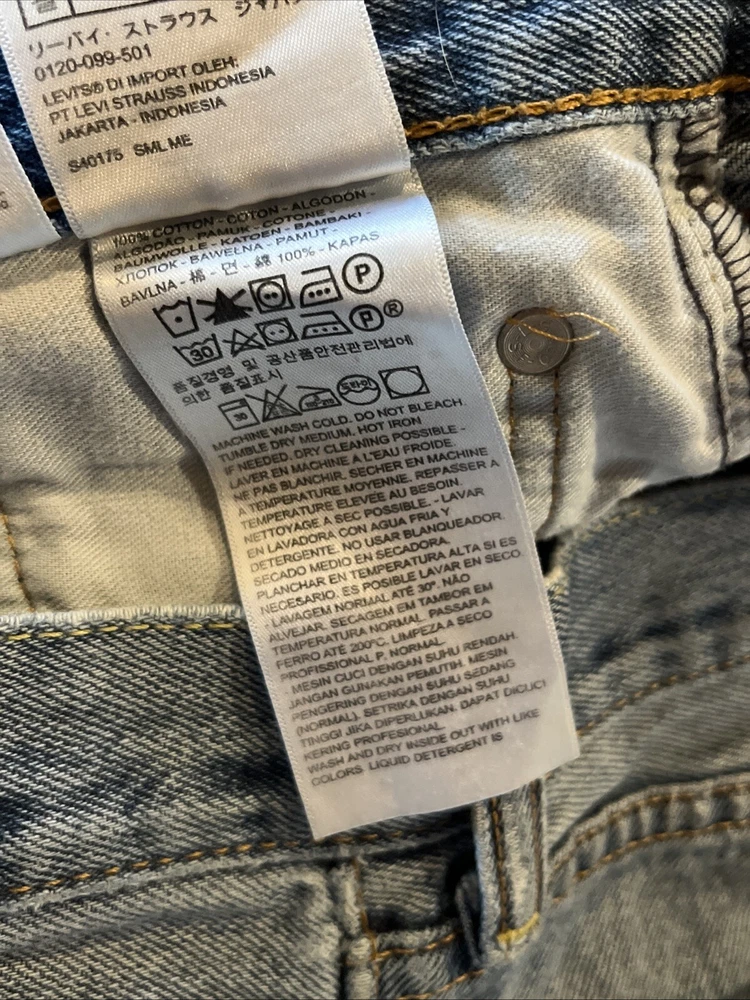 リーバイ・ストラウス ジャパン
0120-099-501
LEVI'S® DI IMPORT OLEH:
PT LEVI STRAUSS INDONESIA
JAKARTA - INDONESIA
S40175 SML ME
100% COTTON - COTON - ALGODÓN -
ALGODÃO - PAMUK - COTONE -
BAUMWOLLE - KATOEN - BAMBAKI -
ХЛОПОК - BAWEŁNA - PAMUT -
BAVLNA - 棉 - 면 - 綿 100% - KAPAS
P
30 P ®
품질경영 및 공산품안전관리법에
의한 품질표시
30 드라이
MACHINE WASH COLD. DO NOT BLEACH.
TUMBLE DRY MEDIUM. HOT IRON
IF NEEDED. DRY CLEANING POSSIBLE -
LAVER EN MACHINE A L'EAU FROIDE.
NE PAS BLANCHIR. SECHER EN MACHINE
A TEMPERATURE MOYENNE. REPASSER A
TEMPERATURE ELEVÉE AU BESOIN.
NETTOYAGE A SEC POSSIBLE. - LAVAR
EN LAVADORA CON AGUA FRIA Y
DETERGENTE. NO USAR BLANQUEADOR.
SECADO MEDIO EN SECADORA.
PLANCHAR EN TEMPERATURA ALTA SI ES
NECESARIO. ES POSIBLE LAVAR EN SECO.
- LAVAGEM NORMAL ATÉ 30º. NÃO
ALVEJAR. SECAGEM EM TAMBOR EM
TEMPERATURA NORMAL. PASSAR A
FERRO ATÉ 200ºC. LIMPEZA A SECO
PROFISSIONAL P. NORMAL.
- MESIN CUCI DENGAN SUHU RENDAH.
JANGAN GUNAKAN PEMUTIH. MESIN
PENGERING DENGAN SUHU SEDANG
(NORMAL). SETRIKA DENGAN SUHU
TINGGI JIKA DIPERLUKAN. DAPAT DICUCI
KERING PROFESIONAL.
WASH AND DRY INSIDE OUT WITH LIKE
COLORS. LIQUID DETERGENT IS